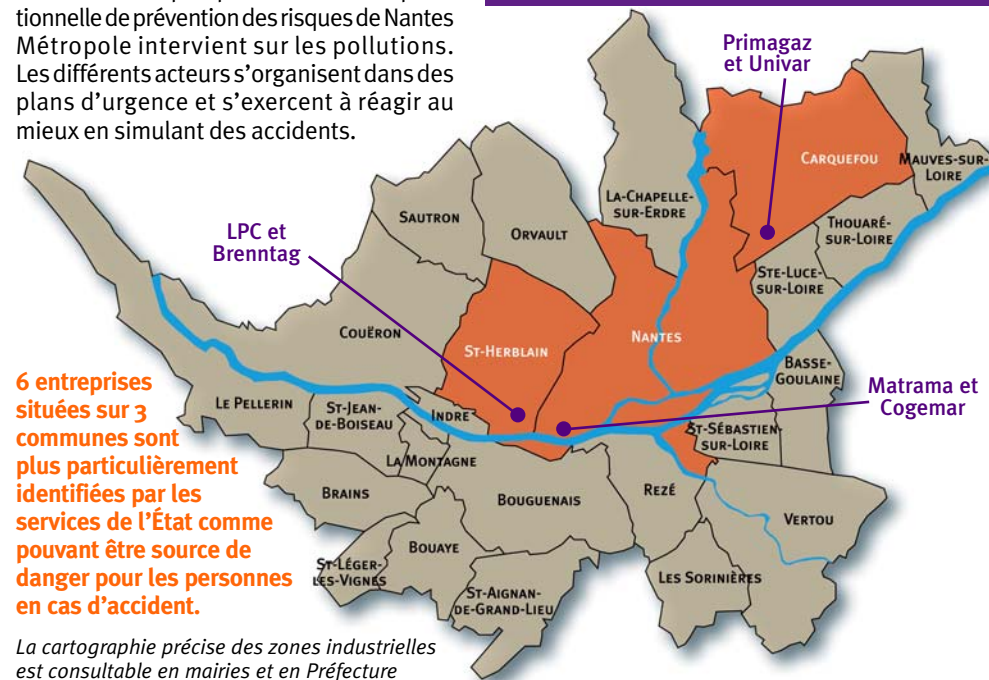 tionnelle de prévention des risques de Nantes
Métropole intervient sur les pollutions.
Les différents acteurs s'organisent dans des
plans d'urgence et s'exercent à réagir au
mieux en simulant des accidents.
Primagaz
et Univar
CARQUEFOU
MAUVES-SUR-
LOIRE
LA-CHAPELLE-
SUR-ERDRE
THOUARÉ-
SUR-LOIRE
SAUTRON
ORVAULT
LPC et
Brenntag
STE-LUCE-
SUR-LOIRE
COUËRON
ST-HERBLAIN
NANTES
BASSE-
GOULAINE
Matrama et
Cogemar
6 entreprises
situées sur 3
communes sont
plus particulièrement
identifiées par les
services de l'État comme
pouvant être source de
danger pour les personnes
en cas d'accident.
LE PELLERIN
ST-JEAN-
DE-BOISEAU
INDRE
ST-SÉBASTIEN
SUR-LOIRE
LA MONTAGNE
BRAINS
BOUGUENAIS
REZÉ
VERTOU
BOUAYE
ST-LÉGER-
LES-VIGNES
ST-AIGNAN-
DE-GRAND-LIEU
LES SORINIÈRES
La cartographie précise des zones industrielles
est consultable en mairies et en Préfecture